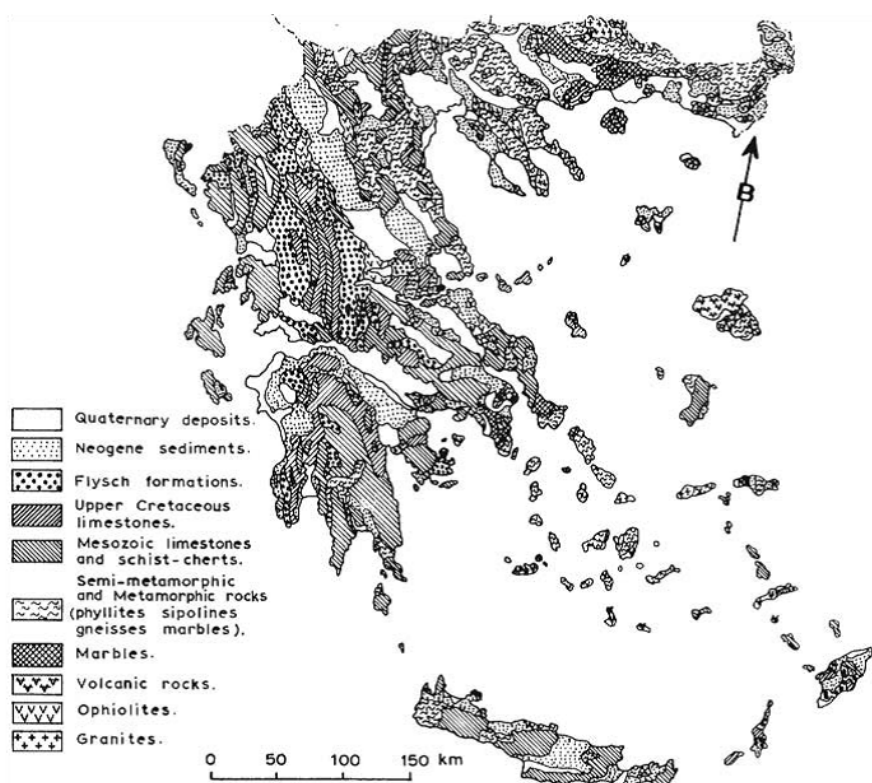 B
Quaternary deposits.
Neogene sediments.
Flysch formations.
Upper Cretaceous
limestones.
Mesozoic limestones
and schist-cherts.
Semi-metamorphic
and Metamorphic rocks
(phyllites sipolines
gneisses marbles).
Marbles.
Volcanic rocks.
Ophiolites.
Granites.
0 50 100 150 km